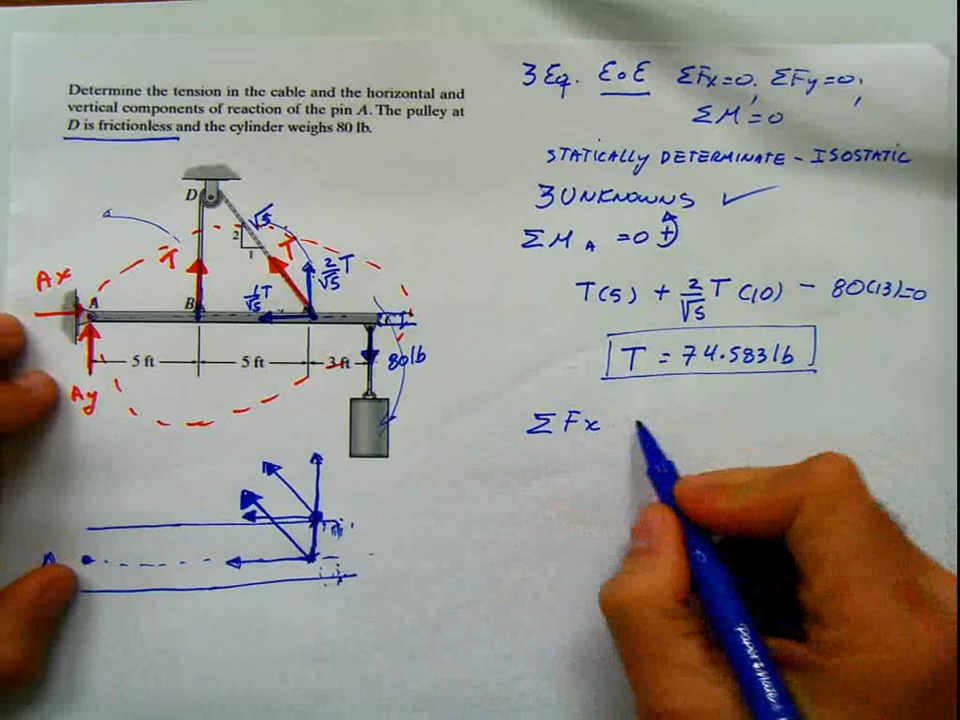 Determine the tension in the cable and the horizontal and
vertical components of reaction of the pin A. The pulley at
D is frictionless and the cylinder weighs 80 lb.
3 Eq. EoE ΣFx=0, ΣFy=0,
ΣM=0
STATICALLY DETERMINATE - ISOSTATIC
3 UNKNOWNS ✓
ΣM A =0 +
T(5) + 2/√5 T (10) - 80(13)=0
T = 74.583 lb
ΣFx
D
√5
2
1
T
T
2/√5 T
1/√5 T
Ax
A
B
80 lb
5 ft
5 ft
3 ft
Ay
A